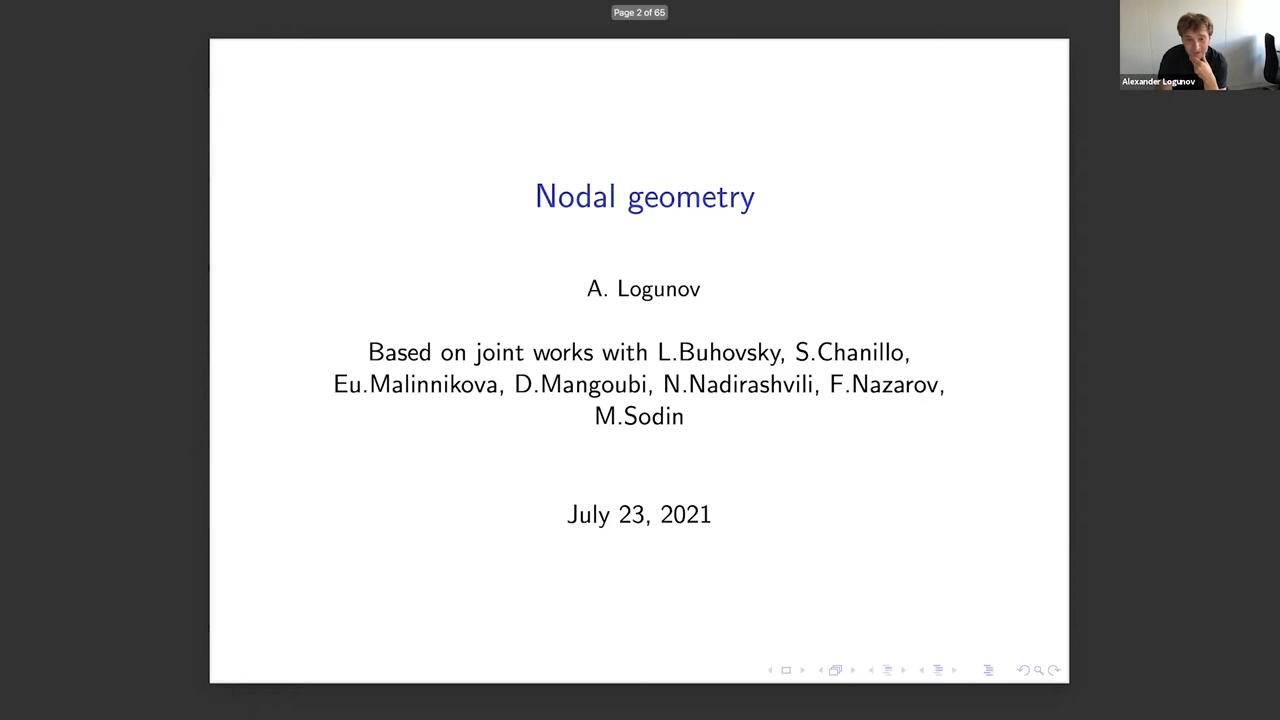 Page 2 of 65
Alexander Logunov
Nodal geometry
A. Logunov
Based on joint works with L.Buhovsky, S.Chanillo,
Eu.Malinnikova, D.Mangoubi, N.Nadirashvili, F.Nazarov,
M.Sodin
July 23, 2021